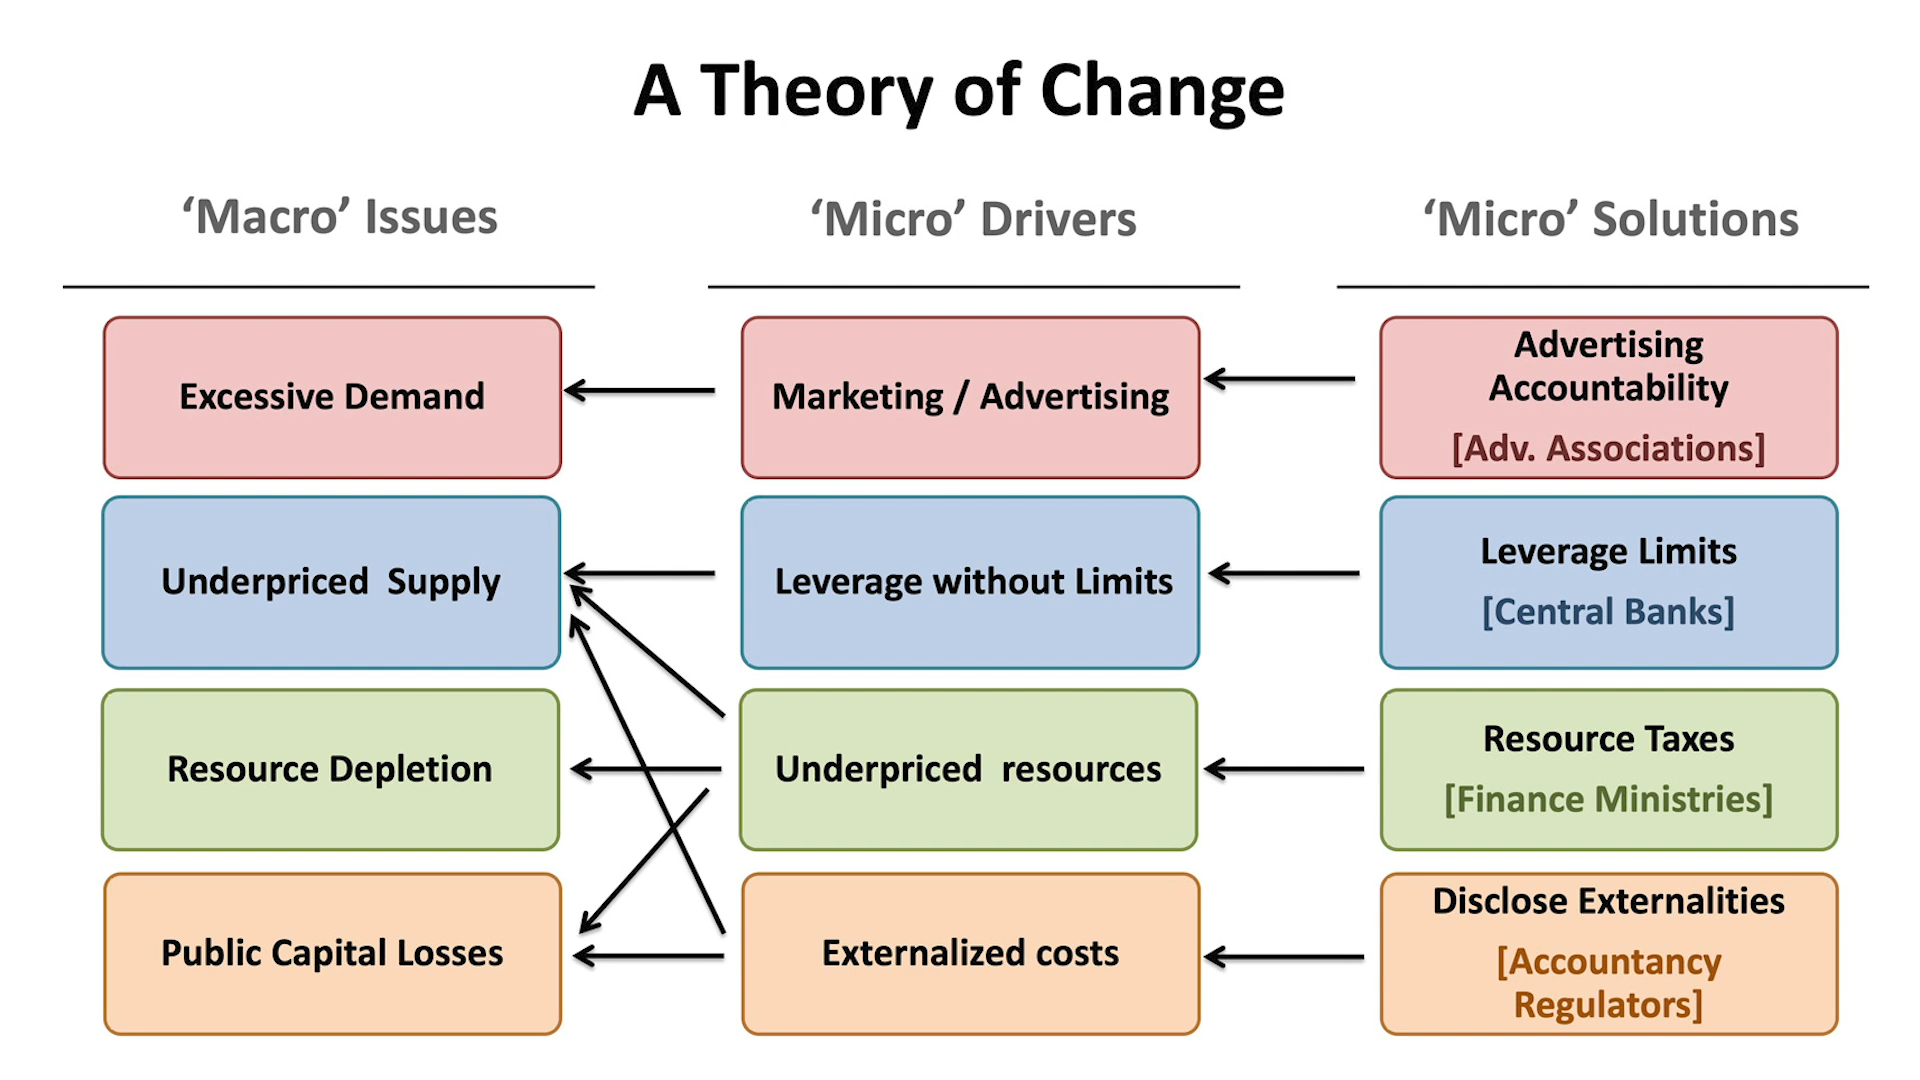 A Theory of Change
‘Macro’ Issues
‘Micro’ Drivers
‘Micro’ Solutions
Excessive Demand
Marketing / Advertising
Advertising
Accountability
[Adv. Associations]
Underpriced  Supply
Leverage without Limits
Leverage Limits
[Central Banks]
Resource Depletion
Underpriced  resources
Resource Taxes
[Finance Ministries]
Public Capital Losses
Externalized costs
Disclose Externalities
[Accountancy
Regulators]